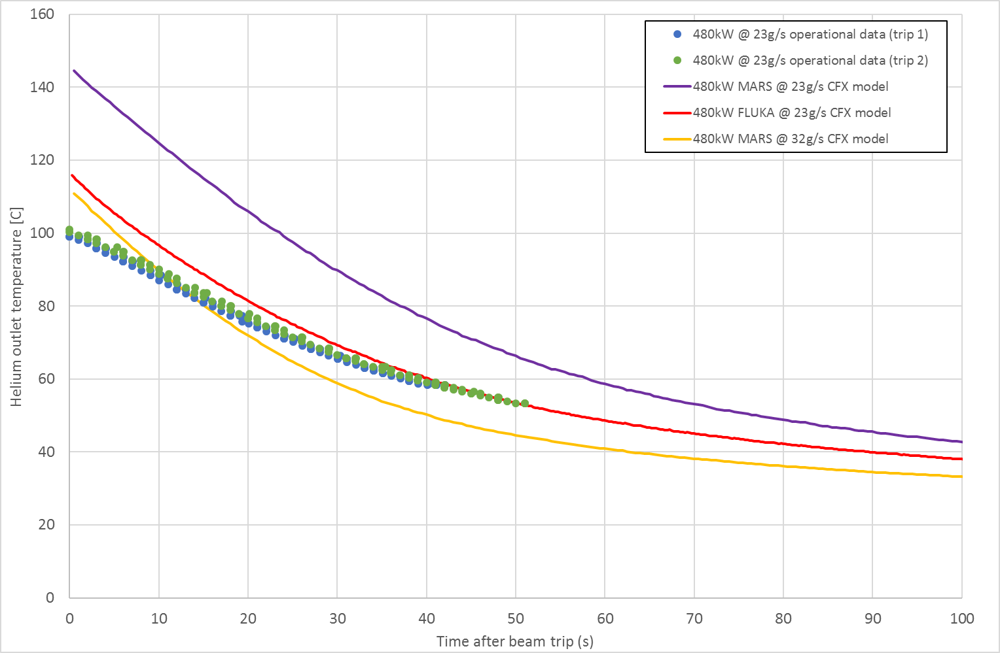 160
140
120
100
80
60
40
20
0
0 10 20 30 40 50 60 70 80 90 100
Helium outlet temperature [C]
Time after beam trip (s)
480kW @ 23g/s operational data (trip 1)
480kW @ 23g/s operational data (trip 2)
480kW MARS @ 23g/s CFX model
480kW FLUKA @ 23g/s CFX model
480kW MARS @ 32g/s CFX model